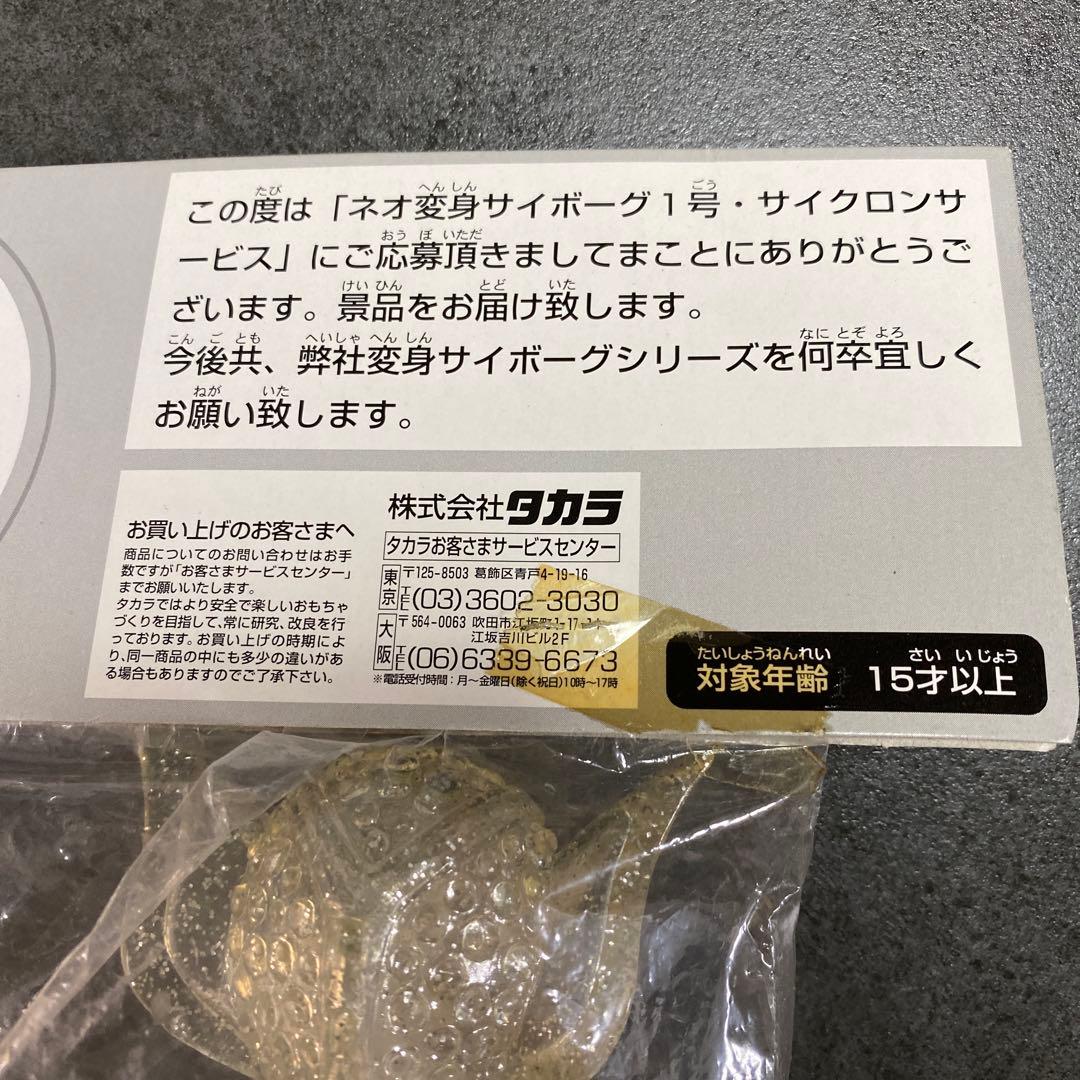 この度は「ネオ変身サイボーグ1号・サイクロンサ
ービス」にご応募頂きましてまことにありがとうご
ざいます。景品をお届け致します。
今後共、弊社変身サイボーグシリーズを何卒宜しく
お願い致します。
お買い上げのお客さまへ
商品についてのお問い合わせはお手
数ですが「お客さまサービスセンター」
までお願いいたします。
タカラではより安全で楽しいおもちゃ
づくりを目指して、常に研究、改良を行
っております。お買い上げの時期によ
り、同一商品の中にも多少の違いがあ
る場合もありますのでご了承下さい。
株式会社タカラ
タカラお客さまサービスセンター
東京 〒125-8503 葛飾区青戸4-19-16
TEL(03)3602-3030
大阪 〒564-0063 吹田市江坂町
江坂吉川ビル2F
TEL(06)6339-6673
※電話受付時間：月〜金曜日(除く祝日)10時〜17時
対象年齢 15才以上